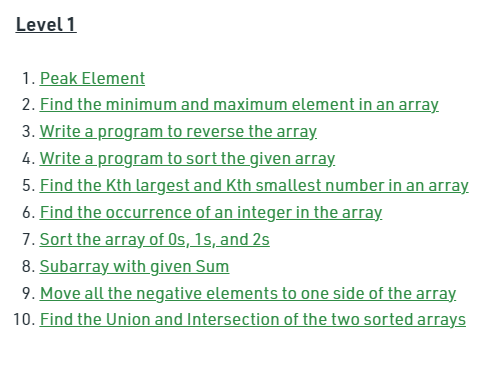 Level 1
1. Peak Element
2. Find the minimum and maximum element in an array
3. Write a program to reverse the array
4. Write a program to sort the given array
5. Find the Kth largest and Kth smallest number in an array
6. Find the occurrence of an integer in the array
7. Sort the array of 0s, 1s, and 2s
8. Subarray with given Sum
9. Move all the negative elements to one side of the array
10. Find the Union and Intersection of the two sorted arrays